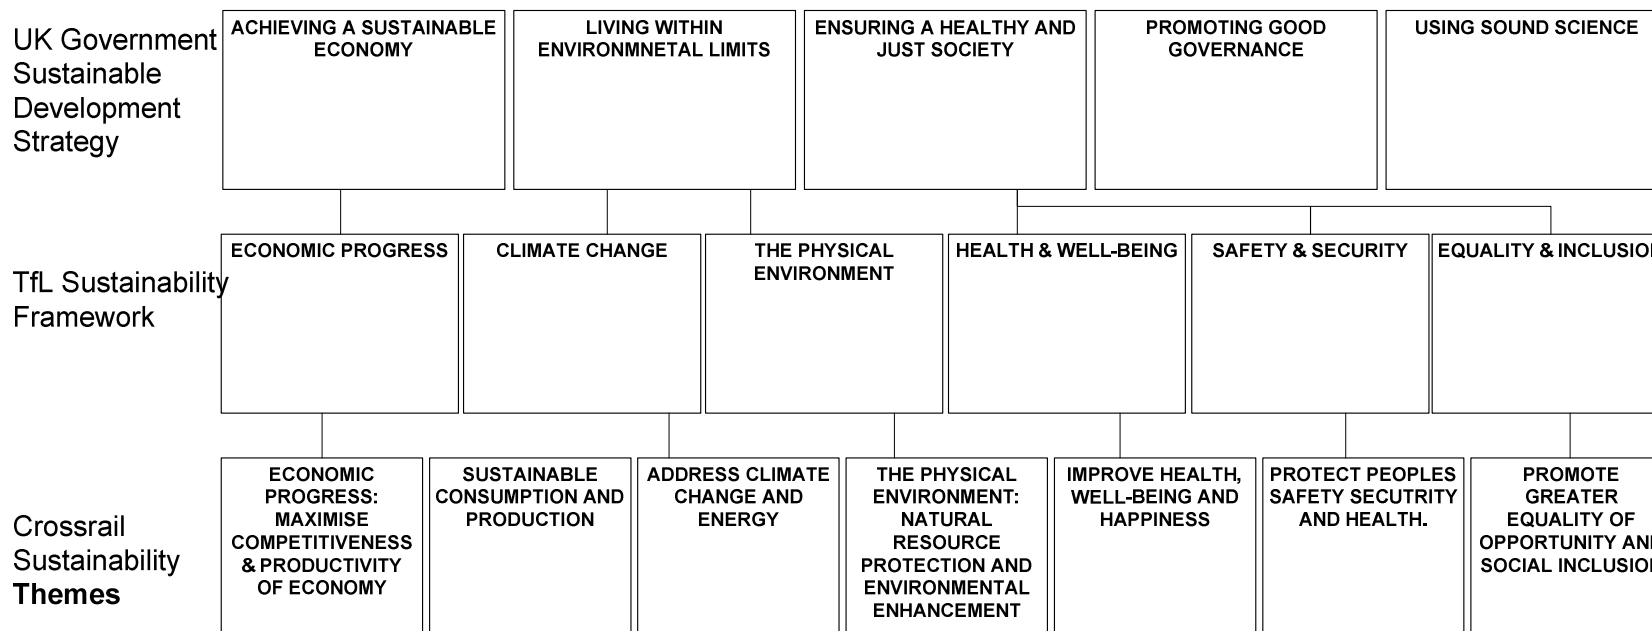 UK Government
Sustainable
Development
Strategy
ACHIEVING A SUSTAINABLE
ECONOMY
LIVING WITHIN
ENVIRONMNETAL LIMITS
ENSURING A HEALTHY AND
JUST SOCIETY
PROMOTING GOOD
GOVERNANCE
USING SOUND SCIENCE
TfL Sustainability
Framework
ECONOMIC PROGRESS
CLIMATE CHANGE
THE PHYSICAL
ENVIRONMENT
HEALTH & WELL-BEING
SAFETY & SECURITY
EQUALITY & INCLUSIO
Crossrail
Sustainability
Themes
ECONOMIC
PROGRESS:
MAXIMISE
COMPETITIVENESS
& PRODUCTIVITY
OF ECONOMY
SUSTAINABLE
CONSUMPTION AND
PRODUCTION
ADDRESS CLIMATE
CHANGE AND
ENERGY
THE PHYSICAL
ENVIRONMENT:
NATURAL
RESOURCE
PROTECTION AND
ENVIRONMENTAL
ENHANCEMENT
IMPROVE HEALTH,
WELL-BEING AND
HAPPINESS
PROTECT PEOPLES
SAFETY SECUTRITY
AND HEALTH.
PROMOTE
GREATER
EQUALITY OF
OPPORTUNITY AN
SOCIAL INCLUSIO